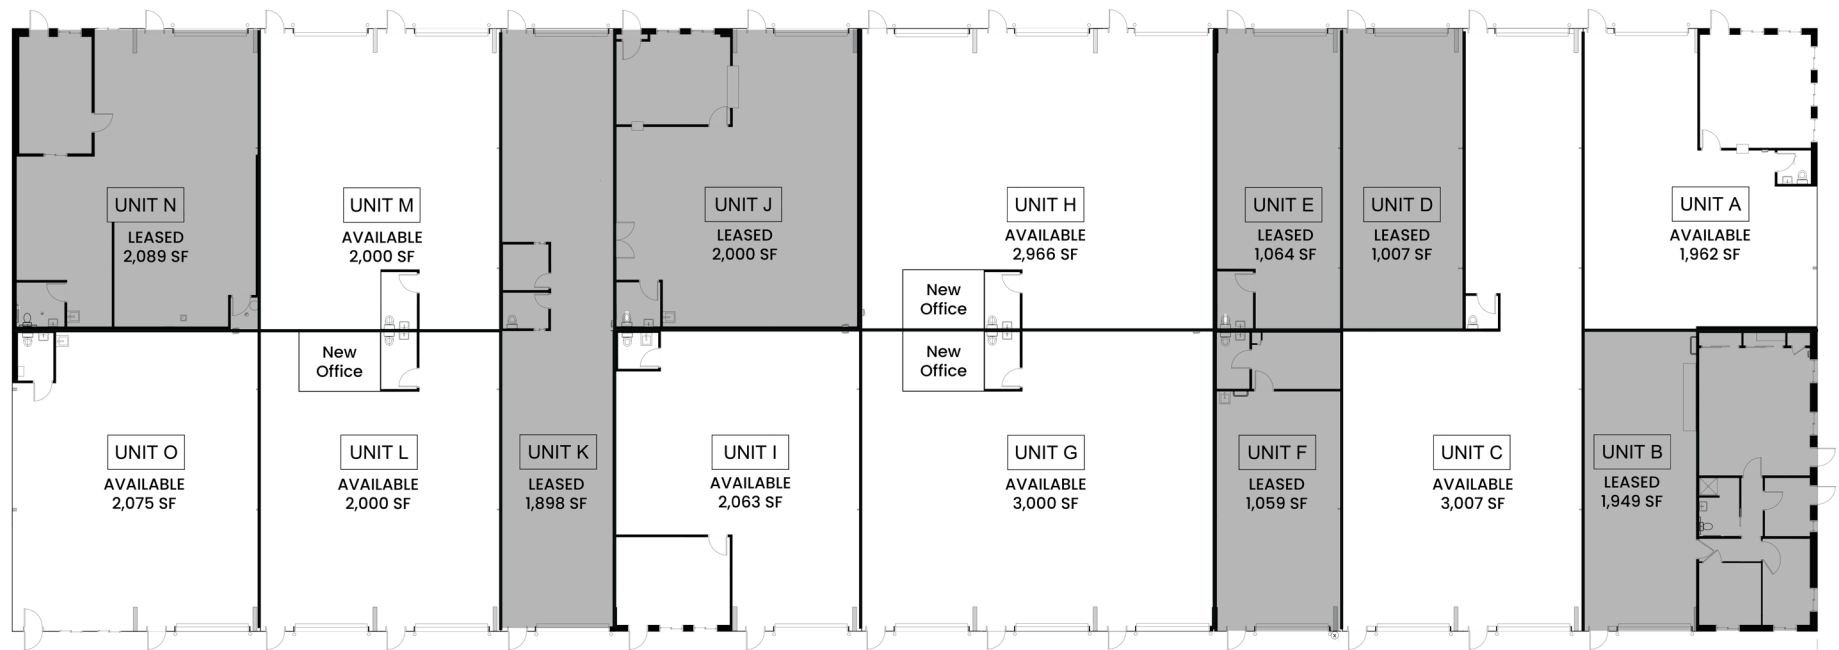 UNIT N
LEASED
2,089 SF
UNIT M
AVAILABLE
2,000 SF
UNIT J
LEASED
2,000 SF
UNIT H
AVAILABLE
2,966 SF
New
Office
UNIT E
LEASED
1,064 SF
UNIT D
LEASED
1,007 SF
UNIT A
AVAILABLE
1,962 SF
UNIT O
AVAILABLE
2,075 SF
New
Office
UNIT L
AVAILABLE
2,000 SF
UNIT K
LEASED
1,898 SF
UNIT I
AVAILABLE
2,063 SF
New
Office
UNIT G
AVAILABLE
3,000 SF
UNIT F
LEASED
1,059 SF
UNIT C
AVAILABLE
3,007 SF
UNIT B
LEASED
1,949 SF